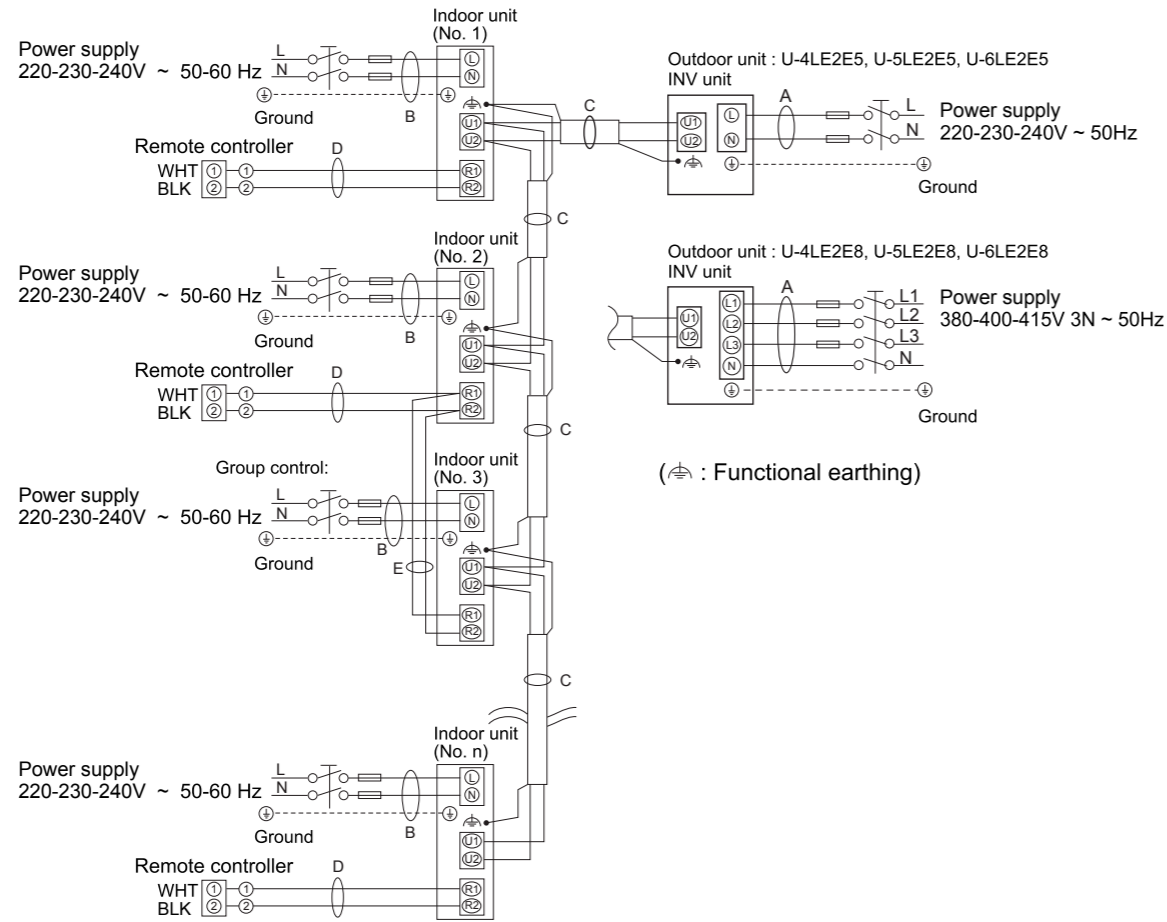 Indoor unit
(No. 1)
Power supply
220-230-240V ~ 50-60 Hz
L
N
Ground
B
L
N
U1
U2
R1
R2
Remote controller
WHT 1 1
BLK 2 2
D
C
C
Outdoor unit : U-4LE2E5, U-5LE2E5, U-6LE2E5
INV unit
U1
U2
L
N
A
L
N
Power supply
220-230-240V ~ 50Hz
Ground
Indoor unit
(No. 2)
Power supply
220-230-240V ~ 50-60 Hz
L
N
Ground
B
L
N
U1
U2
R1
R2
Remote controller
WHT 1 1
BLK 2 2
D
C
Outdoor unit : U-4LE2E8, U-5LE2E8, U-6LE2E8
INV unit
U1
U2
L1
L2
L3
N
A
L1
L2
L3
N
Power supply
380-400-415V 3N ~ 50Hz
Ground
( : Functional earthing)
Group control:
Indoor unit
(No. 3)
Power supply
220-230-240V ~ 50-60 Hz
L
N
Ground
B
E
L
N
U1
U2
R1
R2
C
Indoor unit
(No. n)
Power supply
220-230-240V ~ 50-60 Hz
L
N
Ground
B
L
N
U1
U2
R1
R2
Remote controller
WHT 1 1
BLK 2 2
D